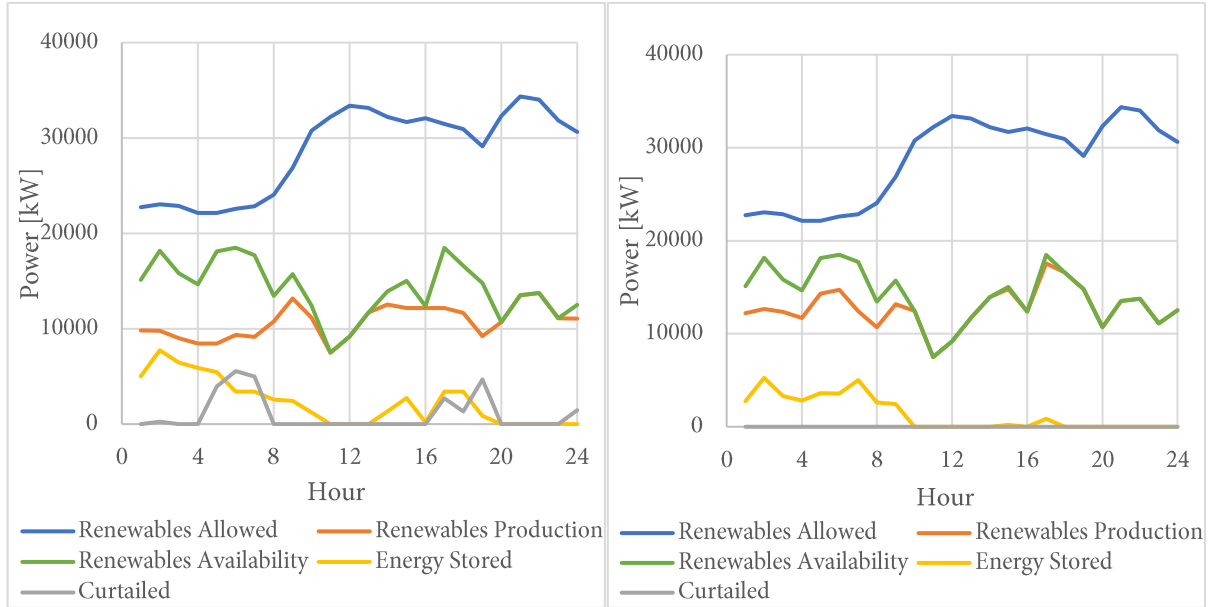 40000
30000
20000
10000
0
Power [kW]
0 4 8 12 16 20 24
Hour
Renewables Allowed Renewables Production
Renewables Availability Energy Stored
Curtailed
40000
30000
20000
10000
0
Power [kW]
0 4 8 12 16 20 24
Hour
Renewables Allowed Renewables Production
Renewables Availability Energy Stored
Curtailed